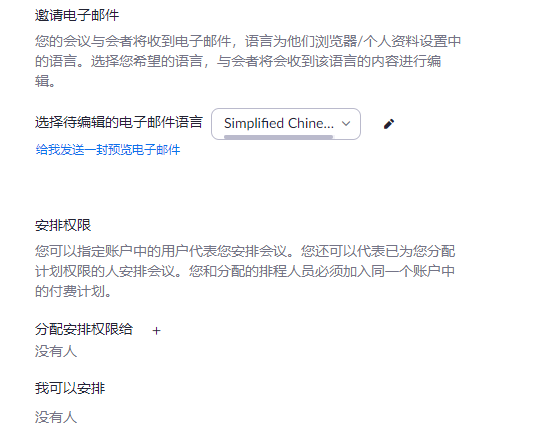 邀请电子邮件
您的会议与会者将收到电子邮件，语言为他们浏览器/个人资料设置中
的语言。选择您希望的语言，与会者将会收到该语言的内容进行编
辑。
选择待编辑的电子邮件语言 Simplified Chine...
给我发送一封预览电子邮件
安排权限
您可以指定账户中的用户代表您安排会议。您还可以代表已为您分配
计划权限的人安排会议。您和分配的排程人员必须加入同一个账户中
的付费计划。
分配安排权限给 +
没有人
我可以安排
没有人